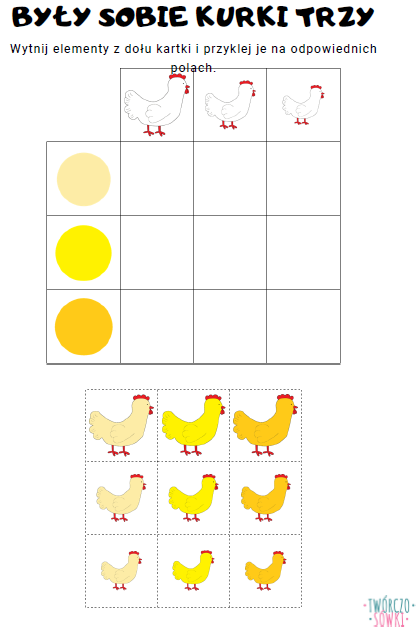 BYŁY SOBIE KURKI TRZY
Wytnij elementy z dołu kartki i przyklej je na odpowiednich
polach.
TWÓRCZO
SOWKI